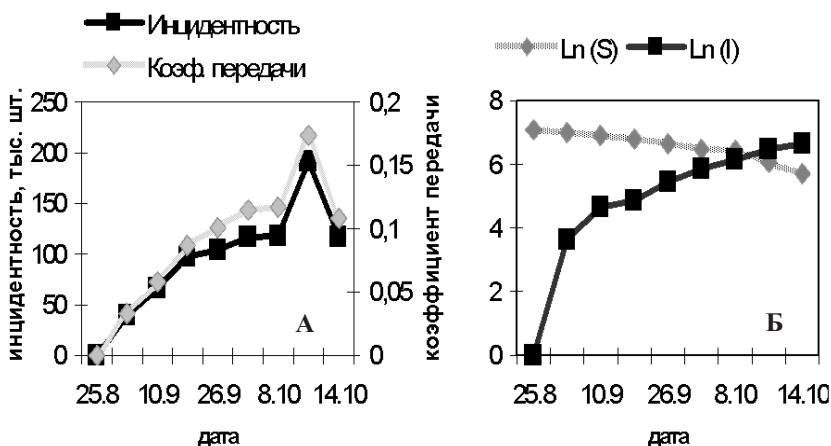 Инцидентность
Коэф. передачи
инцидентность, тыс. шт.
250
200
150
100
50
0
0,2
0,15
0,1
0,05
0
коэффициент передачи
А
25.8 10.9 26.9 8.10 14.10
дата
Ln (S) Ln (I)
8
6
4
2
0
Б
25.8 10.9 26.9 8.10 14.10
дата